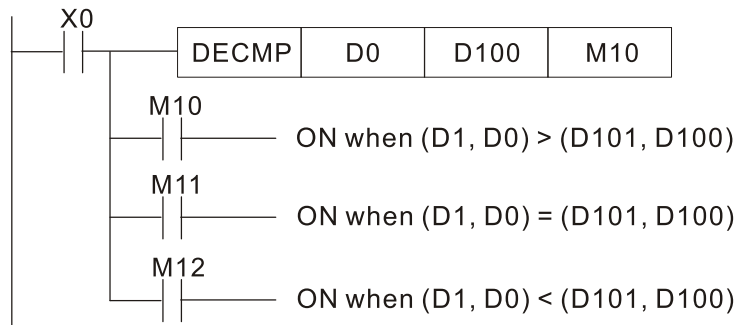 X0
DECMP D0 D100 M10
M10
ON when (D1, D0) > (D101, D100)
M11
ON when (D1, D0) = (D101, D100)
M12
ON when (D1, D0) < (D101, D100)